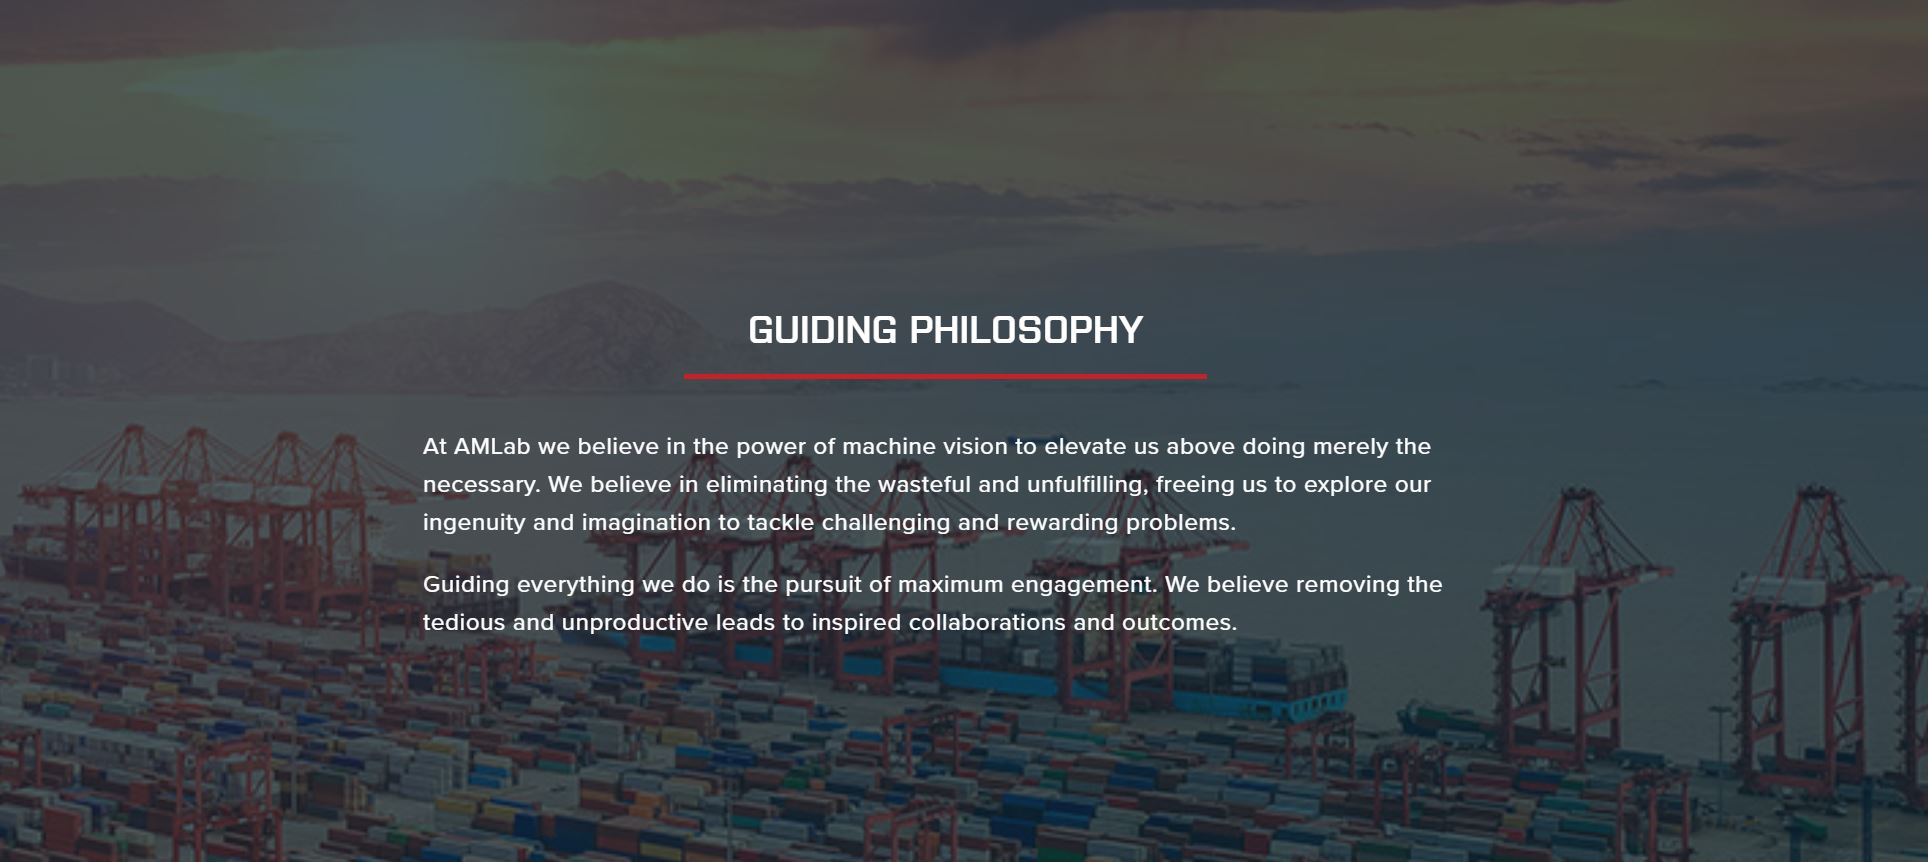 GUIDING PHILOSOPHY
At AMLab we believe in the power of machine vision to elevate us above doing merely the
necessary. We believe in eliminating the wasteful and unfulfilling, freeing us to explore our
ingenuity and imagination to tackle challenging and rewarding problems.
Guiding everything we do is the pursuit of maximum engagement. We believe removing the
tedious and unproductive leads to inspired collaborations and outcomes.